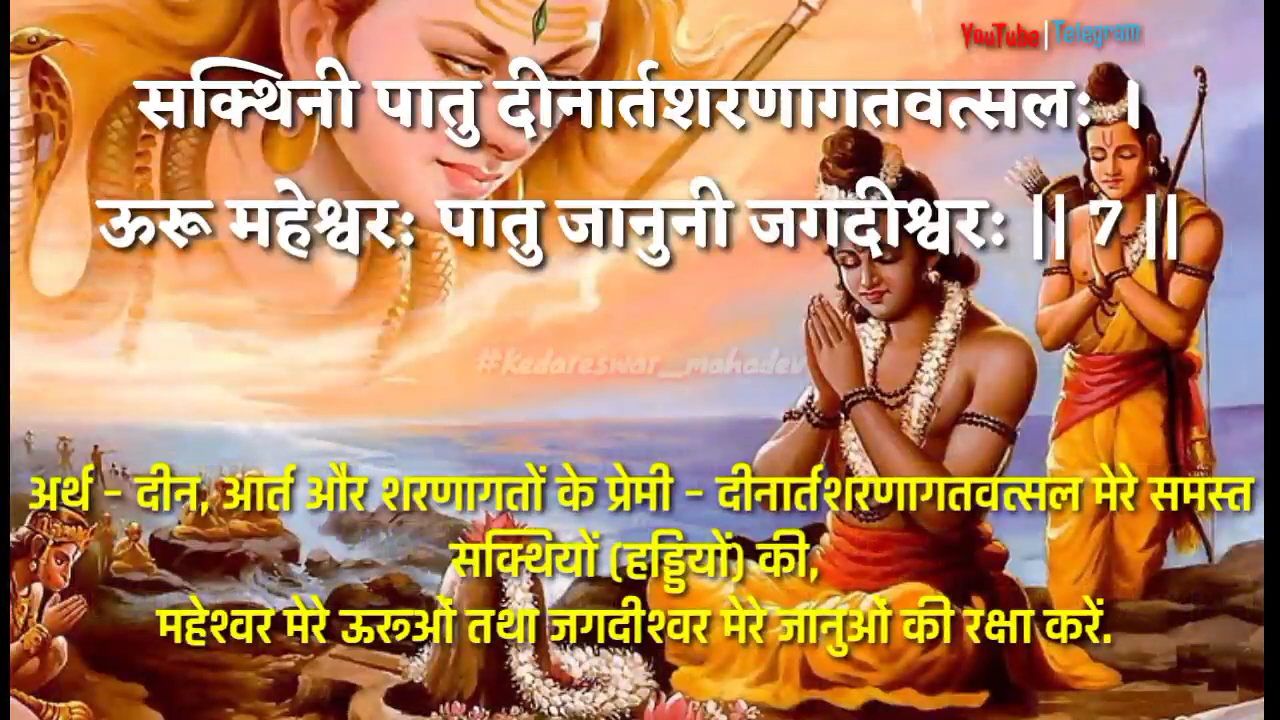 YouTube|Telegram
सक्थिनी पातु दीनार्तशरणागतवत्सलः ।
ऊरू महेश्वरः पातु जानुनी जगदीश्वरः || 7 ||
#kedareswar_mahadev
अर्थ - दीन, आर्त और शरणागतों के प्रेमी - दीनार्तशरणागतवत्सल मेरे समस्त
सक्थियों (हड्डियों) की,
महेश्वर मेरे ऊरूओं तथा जगदीश्वर मेरे जानुओं की रक्षा करें.